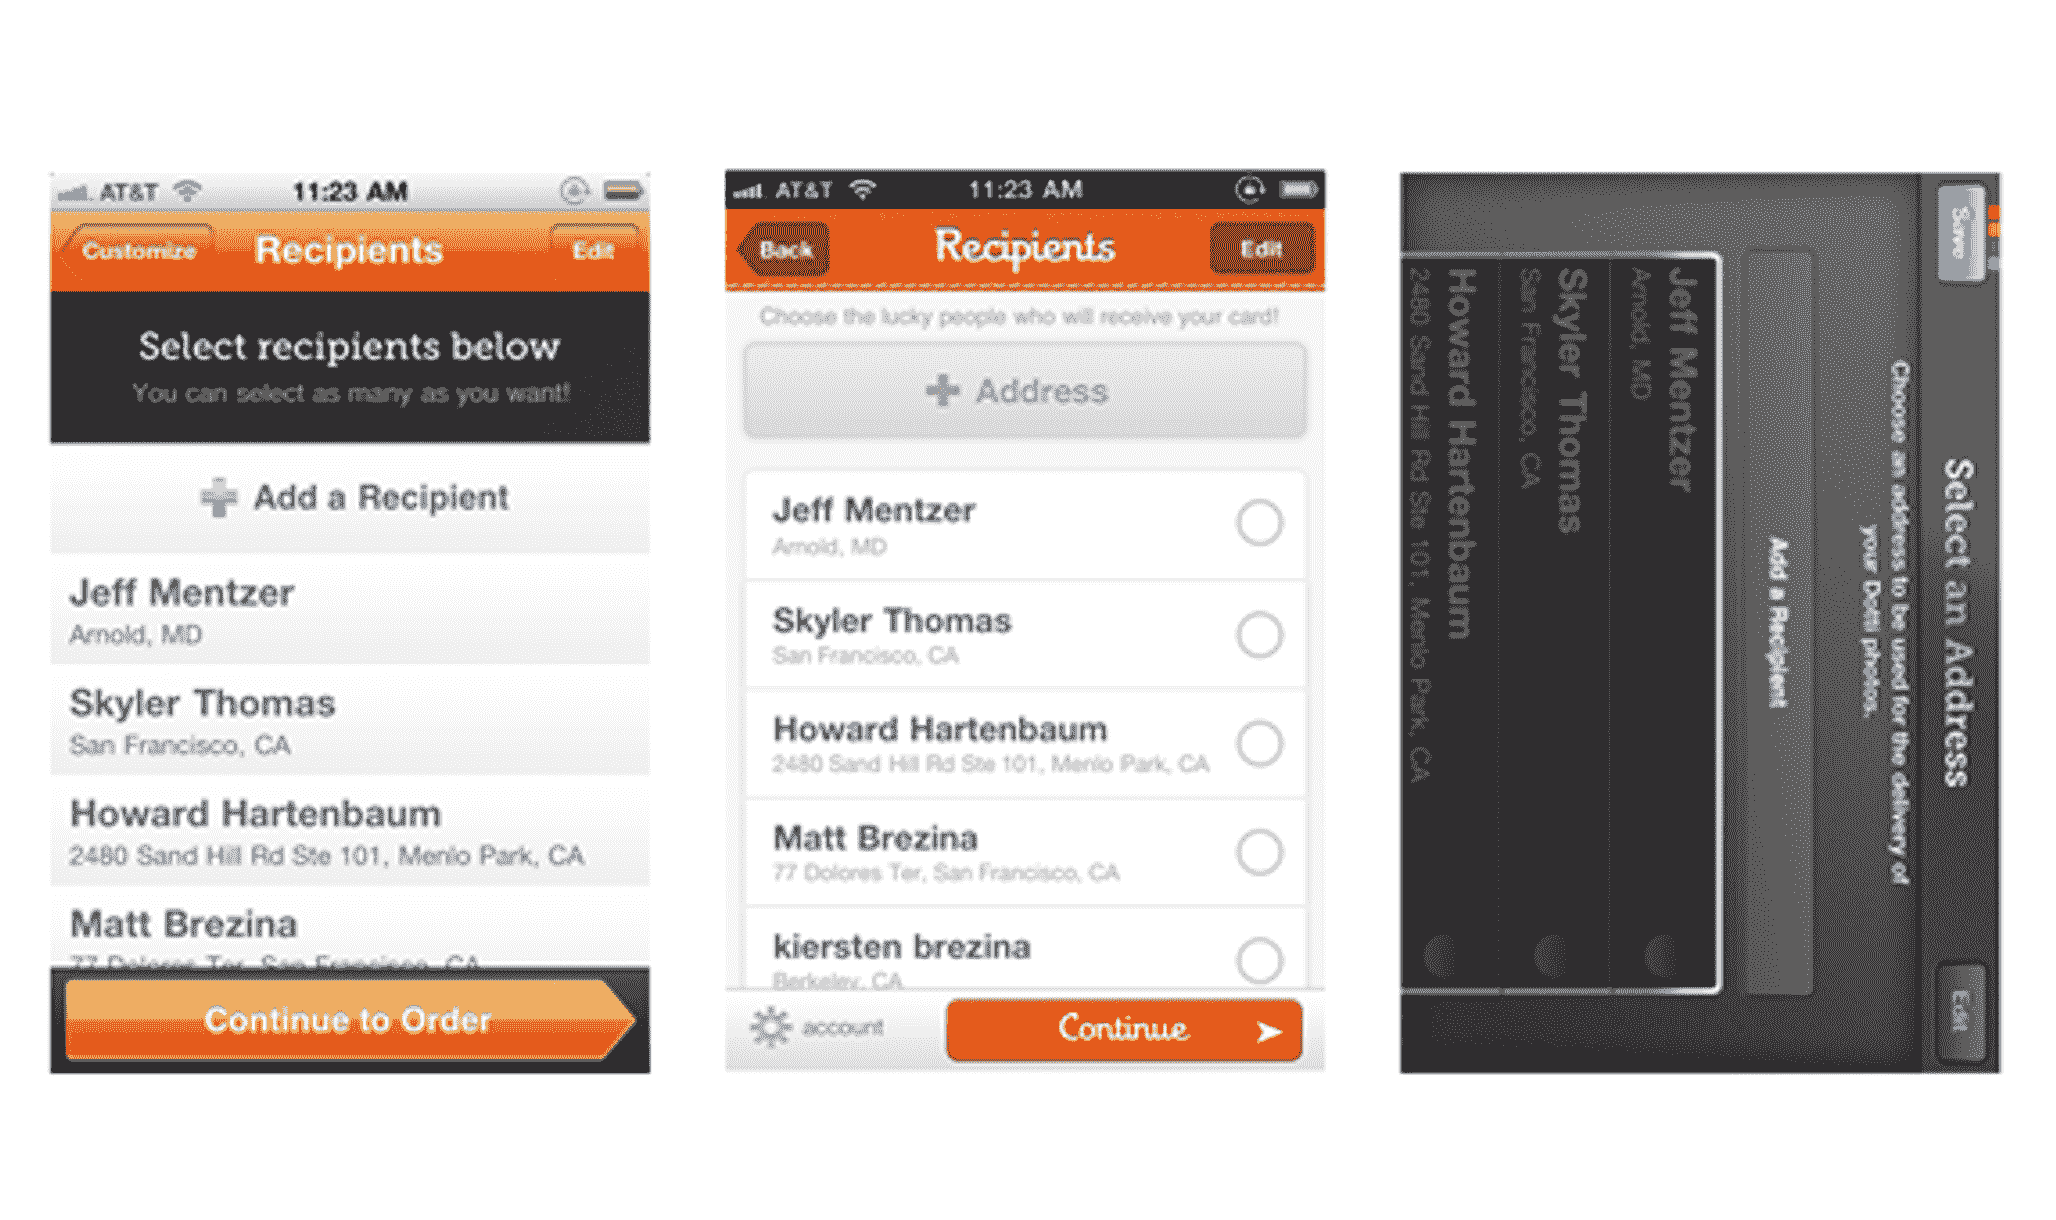 AT&T 11:23 AM
Customize Recipients Edit
Select recipients below
You can select as many as you want!
Add a Recipient
Jeff Mentzer
Arnold, MD
Skyler Thomas
San Francisco, CA
Howard Hartenbaum
2480 Sand Hill Rd Ste 101, Menlo Park, CA
Matt Brezina
77 Dolores Ter, San Francisco, CA
Continue to Order
AT&T 11:23 AM
Back Recipients Edit
Choose the lucky people who will receive your card!
Address
Jeff Mentzer
Arnold, MD
Skyler Thomas
San Francisco, CA
Howard Hartenbaum
2480 Sand Hill Rd Ste 101, Menlo Park, CA
Matt Brezina
77 Dolores Ter, San Francisco, CA
kiersten brezina
Berkeley, CA
account Continue
Save Select an Address Edit
Choose an address to be used for the delivery of
your photos.
Add a Recipient
Jeff Mentzer
Arnold, MD
Skyler Thomas
San Francisco, CA
Howard Hartenbaum
2480 Sand Hill Rd Ste 101, Menlo Park, CA